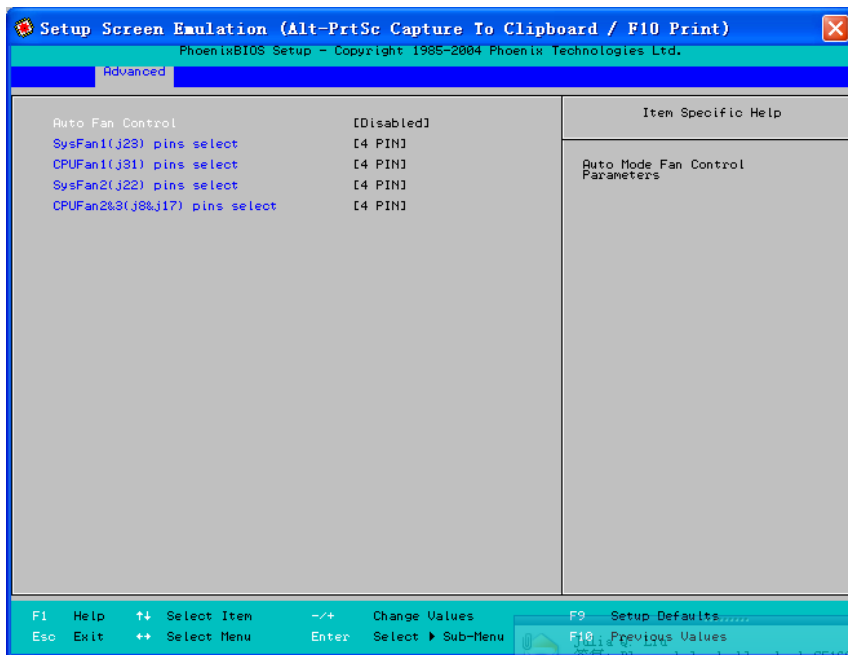 Setup Screen Emulation (Alt-PrtSc Capture To Clipboard / F10 Print)
PhoenixBIOS Setup - Copyright 1985-2004 Phoenix Technologies Ltd.
Advanced
Item Specific Help
Auto Fan Control [Disabled]
SysFan1(j23) pins select [4 PIN]
CPUFan1(j31) pins select [4 PIN]
SysFan2(j22) pins select [4 PIN]
CPUFan2&3(j8&j17) pins select [4 PIN]
Auto Mode Fan Control
Parameters
F1 Help ↑↓ Select Item -/+ Change Values F9 Setup Defaults
Esc Exit ↔ Select Menu Enter Select ▶ Sub-Menu F10 Previous Values